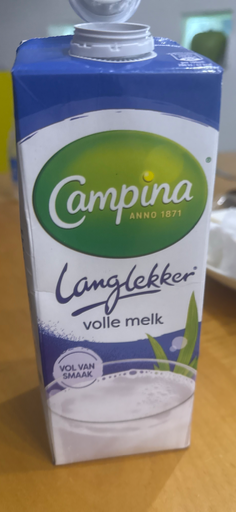 Campina
ANNO 1871
Langlekker
volle melk
VOL VAN
SMAAK